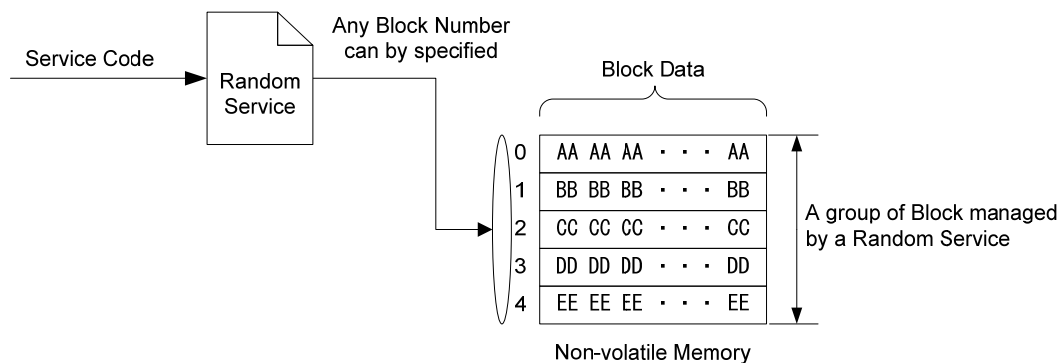 Service Code
Random
Service
Any Block Number
can by specified
Block Data
0 AA AA AA ・ ・ ・ AA
1 BB BB BB ・ ・ ・ BB
2 CC CC CC ・ ・ ・ CC
3 DD DD DD ・ ・ ・ DD
4 EE EE EE ・ ・ ・ EE
A group of Block managed
by a Random Service
Non-volatile Memory